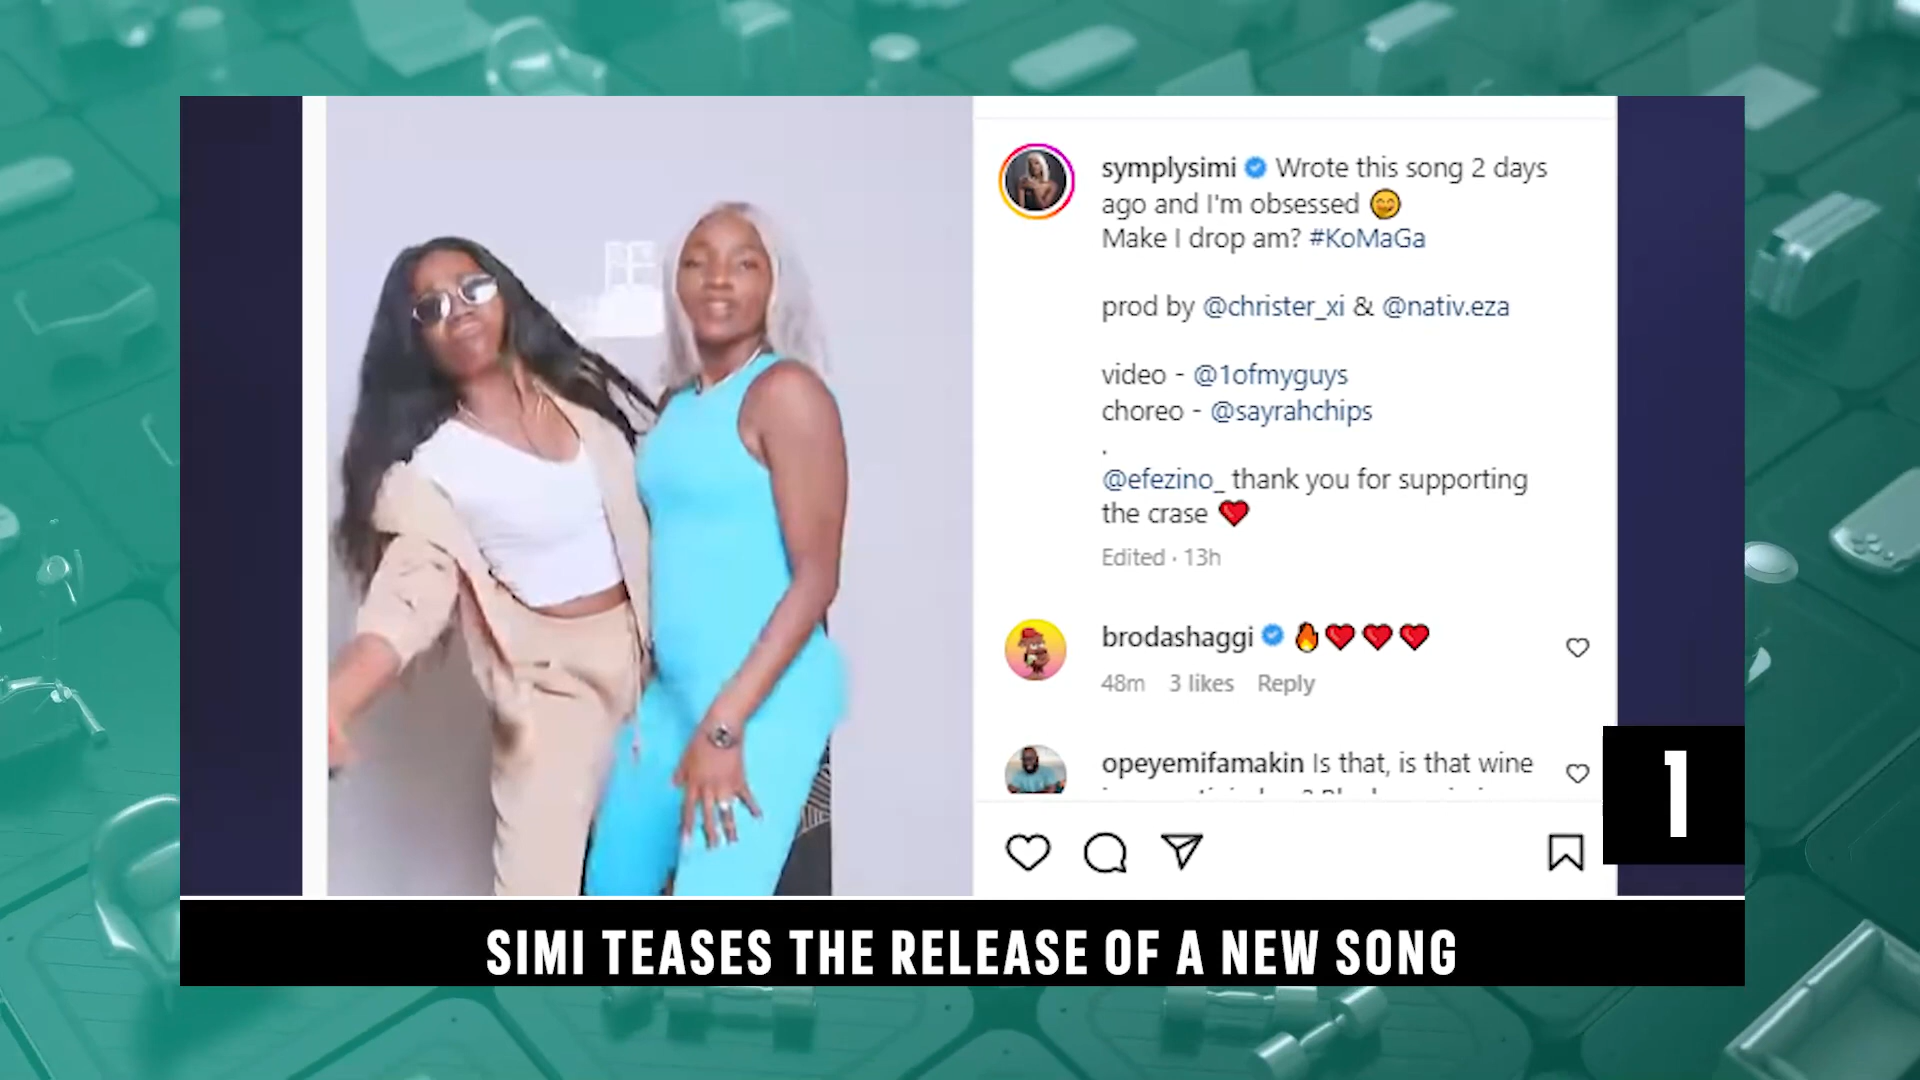 symplysimi Wrote this song 2 days
ago and I'm obsessed 😄
Make I drop am? #KoMaGa
prod by @christer_xi & @nativ.eza
video - @1ofmyguys
choreo - @sayrahchips
.
@efezino_ thank you for supporting
the crase ❤️
Edited · 13h
brodashaggi 🔥❤️❤️❤️
48m 3 likes Reply
opeyemifamakin Is that, is that wine
1
SIMI TEASES THE RELEASE OF A NEW SONG